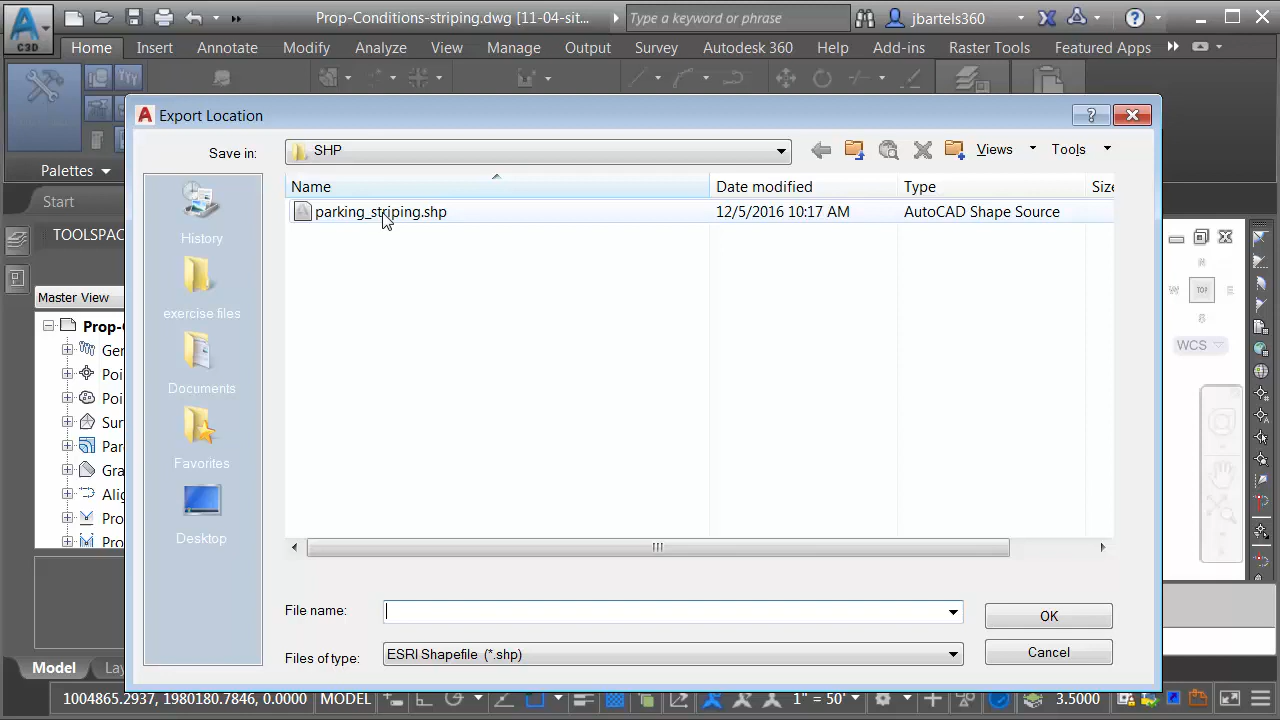 Prop-Conditions-striping.dwg [11-04-sit...
Type a keyword or phrase
jbartels360
C3D
Home Insert Annotate Modify Analyze View Manage Output Survey Autodesk 360 Help Add-ins Raster Tools Featured Apps
Palettes
Start
TOOLSPAC
Master View
Prop-C
Gen
Poi
Poi
Sur
Par
Gra
Alig
Pro
Pro
Export Location
Save in: SHP Views Tools
Name Date modified Type Size
parking_striping.shp 12/5/2016 10:17 AM AutoCAD Shape Source
History
exercise files
Documents
Favorites
Desktop
File name:
OK
Files of type: ESRI Shapefile (*.shp)
Cancel
N
W TOP E
S
WCS
Model Lay
1004865.2937, 1980180.7846, 0.0000 MODEL 1" = 50' 3.5000